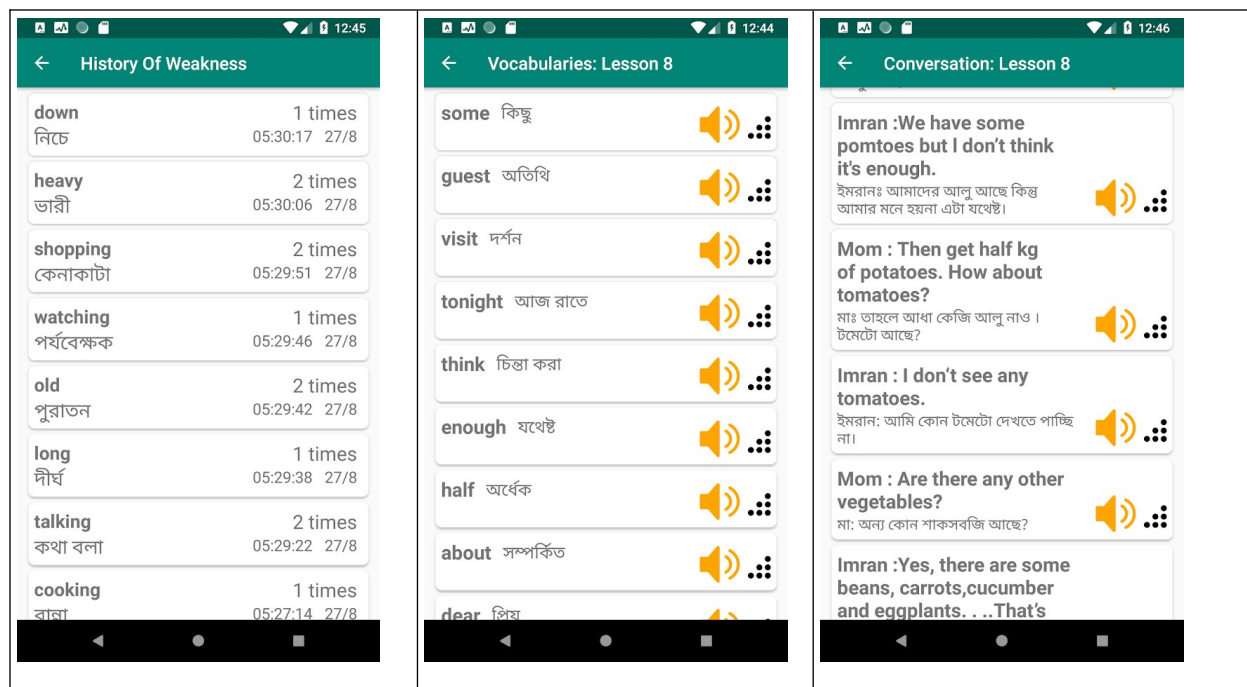 12:45
History Of Weakness
down 1 times
নিচে 05:30:17 27/8
heavy 2 times
ভারী 05:30:06 27/8
shopping 2 times
কেনাকাটা 05:29:51 27/8
watching 1 times
পর্যবেক্ষক 05:29:46 27/8
old 2 times
পুরাতন 05:29:42 27/8
long 1 times
দীর্ঘ 05:29:38 27/8
talking 2 times
কথা বলা 05:29:22 27/8
cooking 1 times
রান্না 05:27:14 27/8
12:44
Vocabularies: Lesson 8
some কিছু
guest অতিথি
visit দর্শন
tonight আজ রাতে
think চিন্তা করা
enough যথেষ্ট
half অর্ধেক
about সম্পর্কিত
dear প্রিয়
12:46
Conversation: Lesson 8
Imran :We have some
pomtoes but I don’t think
it's enough.
ইমরানঃ আমাদের আলু আছে কিন্তু
আমার মনে হয়না এটা যথেষ্ট।
Mom : Then get half kg
of potatoes. How about
tomatoes?
মাঃ তাহলে আধা কেজি আলু নাও ।
টমেটো আছে?
Imran : I don‘t see any
tomatoes.
ইমরান: আমি কোন টমেটো দেখতে পাচ্ছি
না।
Mom : Are there any other
vegetables?
মা: অন্য কোন শাকসবজি আছে?
Imran :Yes, there are some
beans, carrots,cucumber
and eggplants. . ..That’s